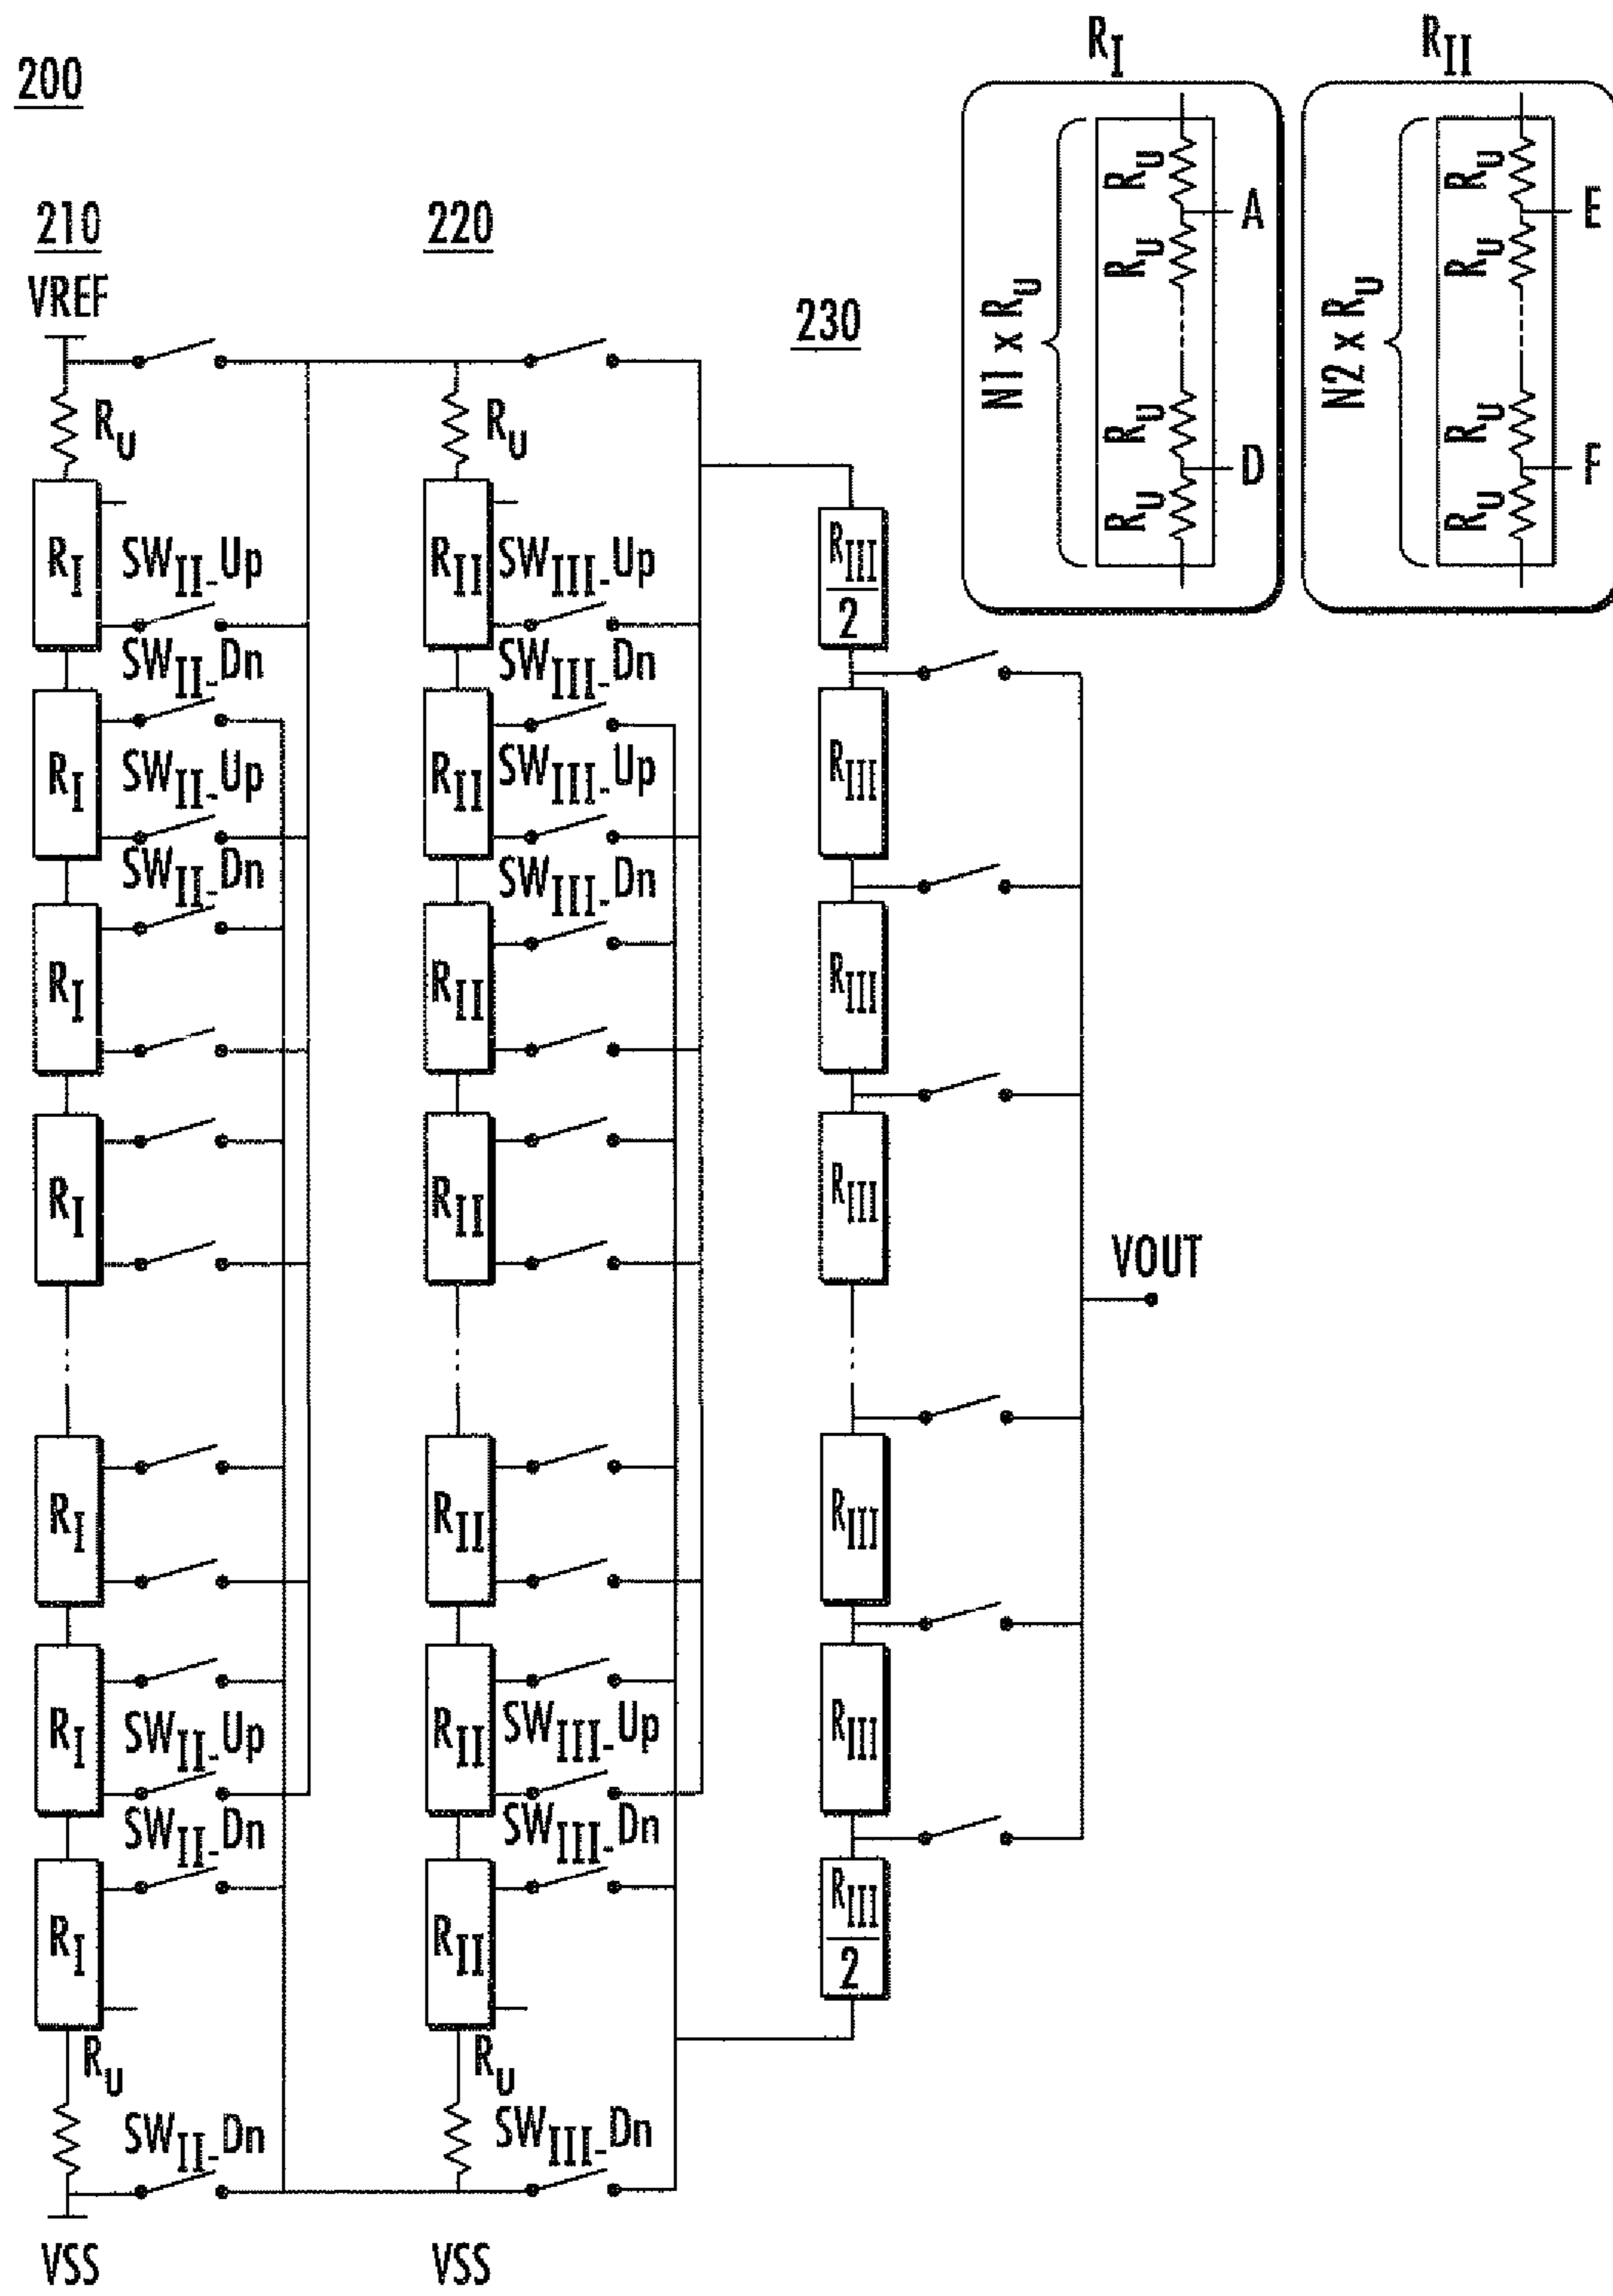 200
210
VREF
R_U
R_I
SW_II-Up
SW_II-Dn
R_I
SW_II-Up
SW_II-Dn
R_I
R_I
R_I
R_I
SW_II-Up
SW_II-Dn
R_I
R_U
SW_II-Dn
VSS
220
R_U
R_II
SW_III-Up
SW_III-Dn
R_II
SW_III-Up
SW_III-Dn
R_II
R_II
R_II
R_II
SW_III-Up
SW_III-Dn
R_II
R_U
SW_III-Dn
VSS
230
R_III
2
R_III
R_III
R_III
R_III
R_III
R_III
2
VOUT
R_I
N1 x R_U
R_U
A
R_U
R_U
D
R_U
R_II
N2 x R_U
R_U
E
R_U
R_U
F
R_U